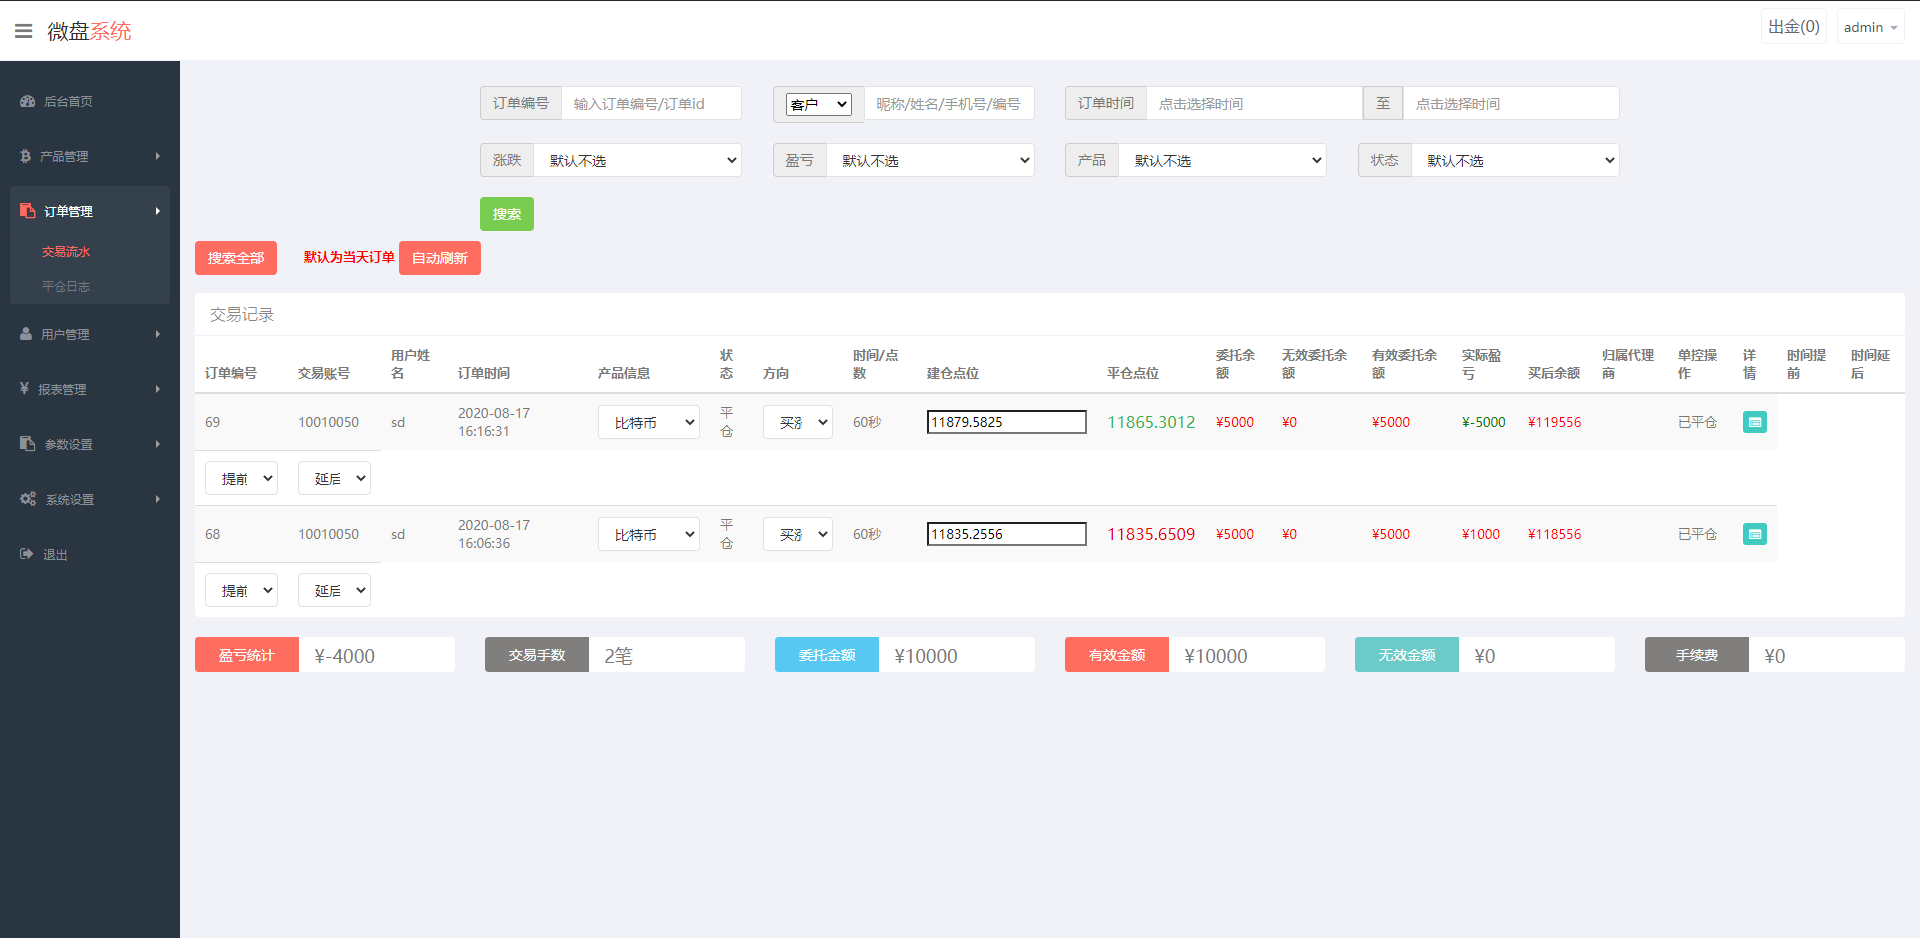 微盘系统
出金(0)
admin
后台首页
产品管理
订单管理
交易流水
平仓日志
用户管理
¥ 报表管理
参数设置
系统设置
退出
订单编号 输入订单编号/订单id 客户 昵称/姓名/手机号/编号 订单时间 点击选择时间 至 点击选择时间
涨跌 默认不选 盈亏 默认不选 产品 默认不选 状态 默认不选
搜索
搜索全部 默认为当天订单 自动刷新
交易记录
订单编号 交易账号 用户姓名 订单时间 产品信息 状态 方向 时间/点数 建仓点位 平仓点位 委托余额 无效委托余额 有效委托余额 实际盈亏 买后余额 归属代理商 单控操作 详情 时间提前 时间延后
69 10010050 sd 2020-08-17 16:16:31 比特币 平仓 买涨 60秒 11879.5825 11865.3012 ¥5000 ¥0 ¥5000 ¥-5000 ¥119556 已平仓
提前 延后
68 10010050 sd 2020-08-17 16:06:36 比特币 平仓 买涨 60秒 11835.2556 11835.6509 ¥5000 ¥0 ¥5000 ¥1000 ¥118556 已平仓
提前 延后
盈亏统计 ¥-4000 交易手数 2笔 委托金额 ¥10000 有效金额 ¥10000 无效金额 ¥0 手续费 ¥0